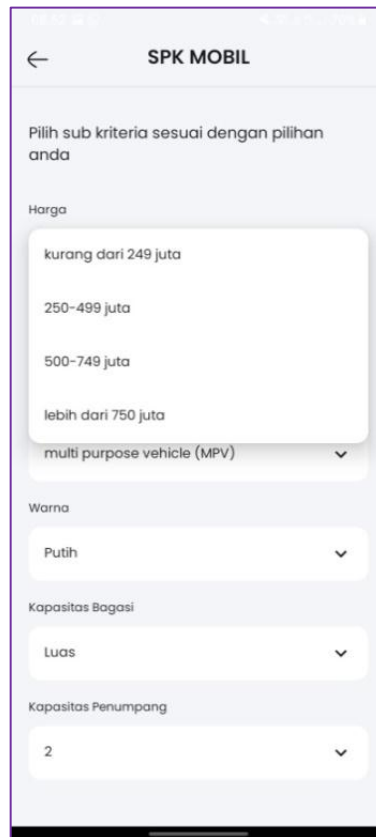 SPK MOBIL
Pilih sub kriteria sesuai dengan pilihan
anda
Harga
kurang dari 249 juta
250-499 juta
500-749 juta
lebih dari 750 juta
multi purpose vehicle (MPV)
Warna
Putih
Kapasitas Bagasi
Luas
Kapasitas Penumpang
2